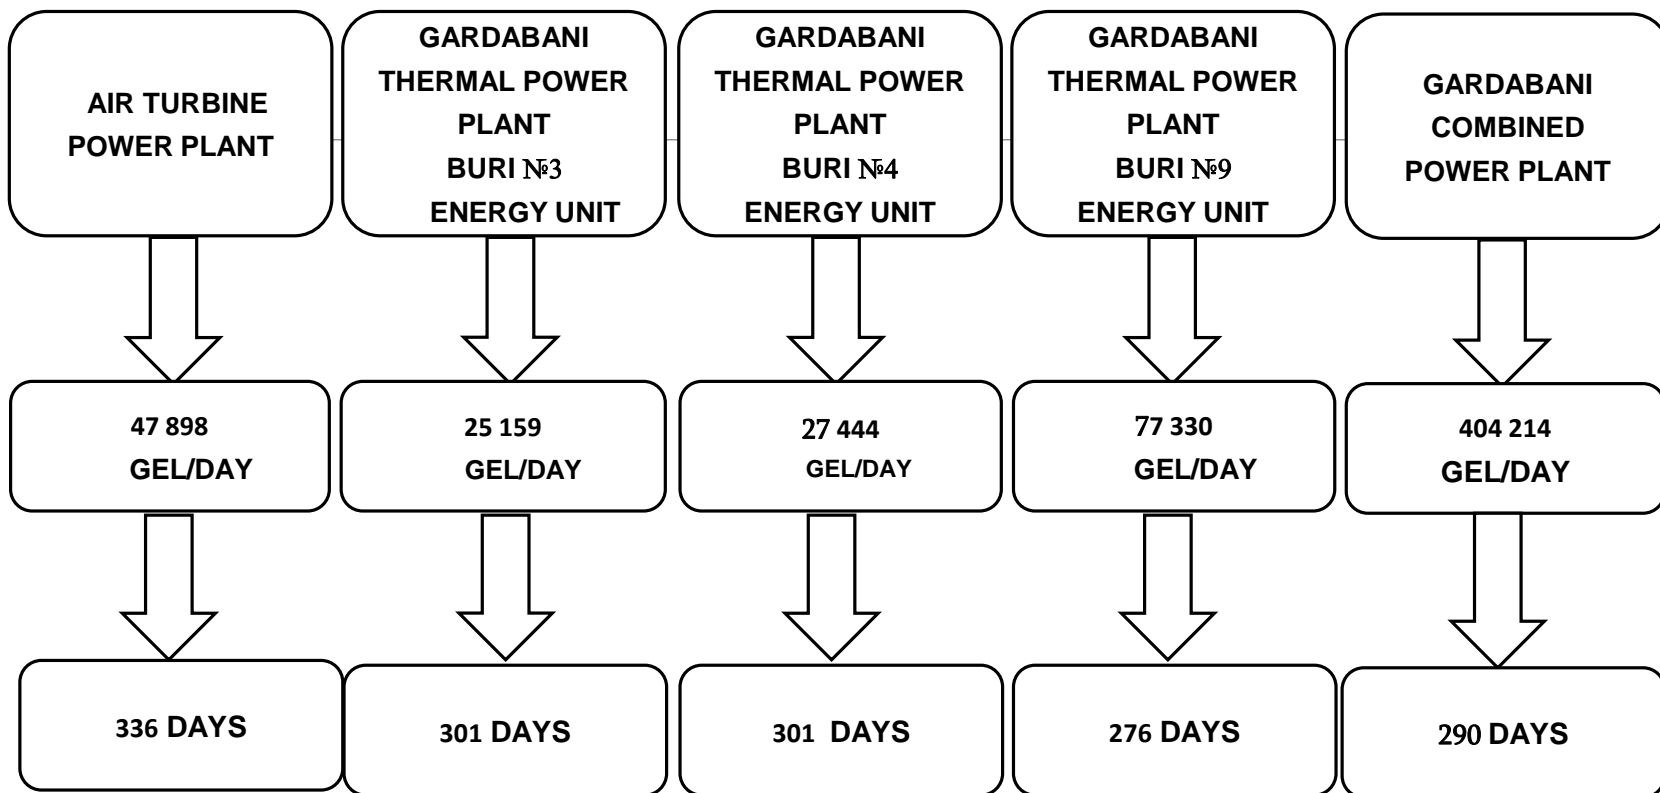 AIR TURBINE
POWER PLANT
GARDABANI
THERMAL POWER
PLANT
BURI №3
ENERGY UNIT
GARDABANI
THERMAL POWER
PLANT
BURI №4
ENERGY UNIT
GARDABANI
THERMAL POWER
PLANT
BURI №9
ENERGY UNIT
GARDABANI
COMBINED
POWER PLANT
47 898
GEL/DAY
25 159
GEL/DAY
27 444
GEL/DAY
77 330
GEL/DAY
404 214
GEL/DAY
336 DAYS
301 DAYS
301 DAYS
276 DAYS
290 DAYS